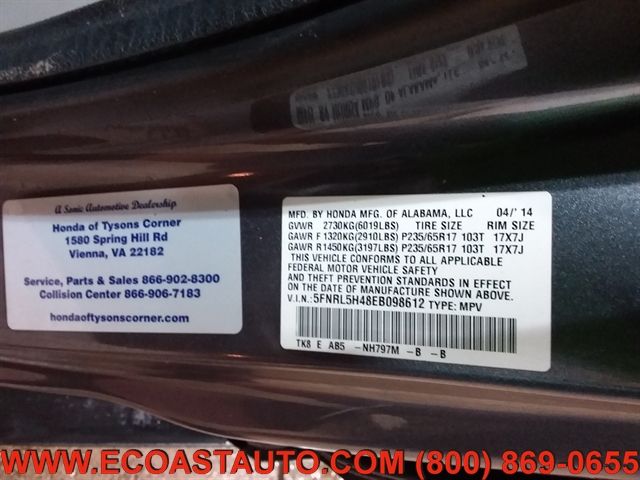 A Sonic Automotive Dealership
Honda of Tysons Corner
1580 Spring Hill Rd
Vienna, VA 22182
Service, Parts & Sales 866-902-8300
Collision Center 866-906-7183
hondaoftysonscorner.com
MFD. BY HONDA MFG. OF ALABAMA, LLC 04/'14
GVWR 2730KG(6019LBS) TIRE SIZE RIM SIZE
GAWR F1320KG(2910LBS) P235/65R17 103T 17X7J
GAWR R1450KG(3197LBS) P235/65R17 103T 17X7J
THIS VEHICLE CONFORMS TO ALL APPLICABLE
FEDERAL MOTOR VEHICLE SAFETY
AND THEFT PREVENTION STANDARDS IN EFFECT ON
THE DATE OF MANUFACTURE SHOWN ABOVE.
V.I.N.:5FNRL5H48EB098612 TYPE: MPV
TK8 E AB5 -NH797M -B -B
WWW.ECOASTAUTO.COM (800) 869-0655